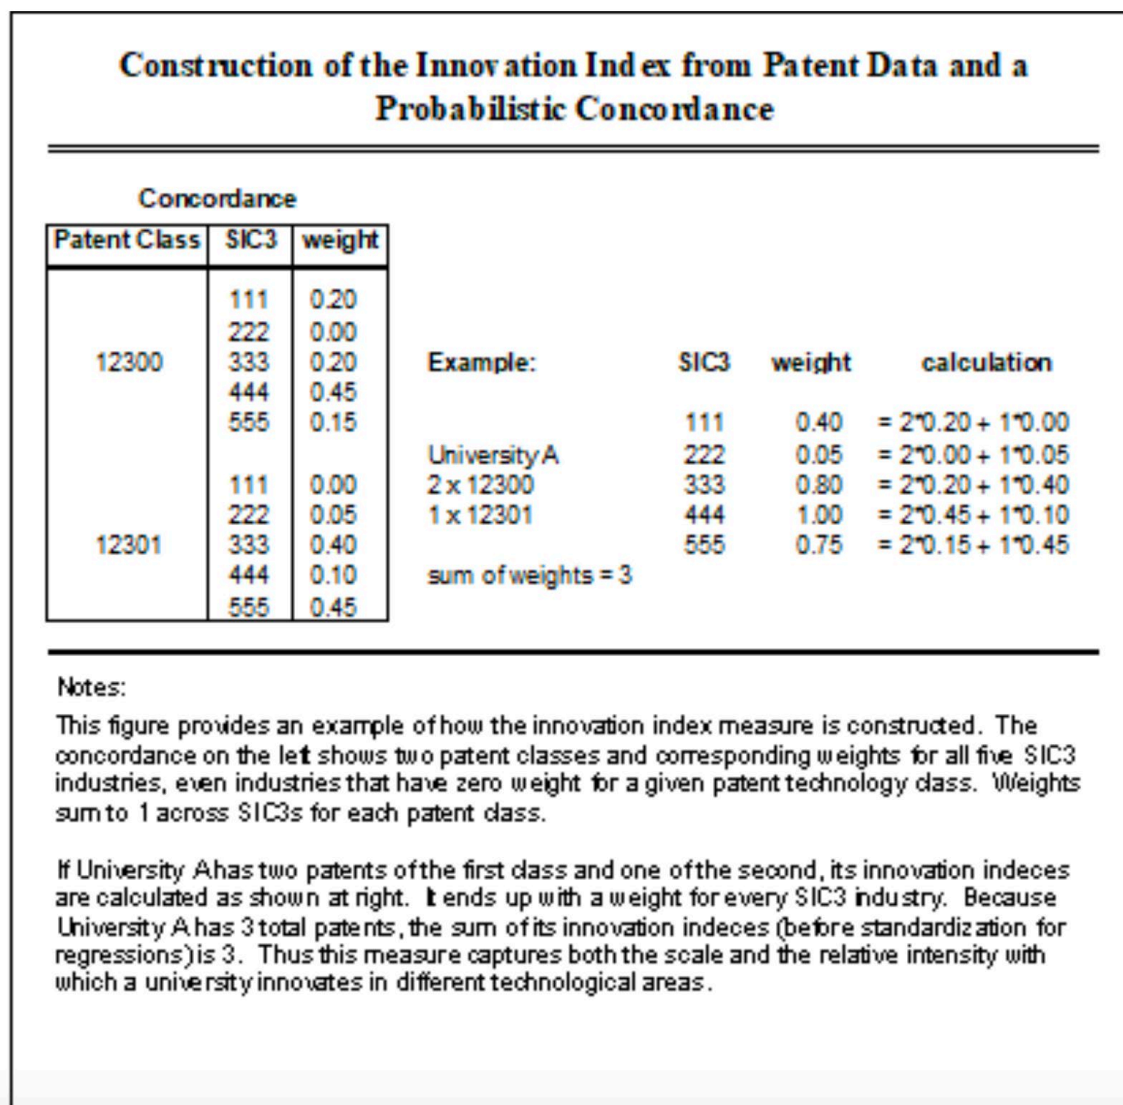 Construction of the Innovation Index from Patent Data and a
Probabilistic Concordance
Concordance
Patent Class SIC3 weight
111 0.20
222 0.00
12300 333 0.20
444 0.45
555 0.15
111 0.00
222 0.05
12301 333 0.40
444 0.10
555 0.45
Example: SIC3 weight calculation
111 0.40 = 2*0.20 + 1*0.00
University A 222 0.05 = 2*0.00 + 1*0.05
2 x 12300 333 0.80 = 2*0.20 + 1*0.40
1 x 12301 444 1.00 = 2*0.45 + 1*0.10
555 0.75 = 2*0.15 + 1*0.45
sum of weights = 3
Notes:
This figure provides an example of how the innovation index measure is constructed. The
concordance on the left shows two patent classes and corresponding weights for all five SIC3
industries, even industries that have zero weight for a given patent technology class. Weights
sum to 1 across SIC3s for each patent class.
If University A has two patents of the first class and one of the second, its innovation indeces
are calculated as shown at right. It ends up with a weight for every SIC3 industry. Because
University A has 3 total patents, the sum of its innovation indeces (before standardization for
regressions) is 3. Thus this measure captures both the scale and the relative intensity with
which a university innovates in different technological areas.